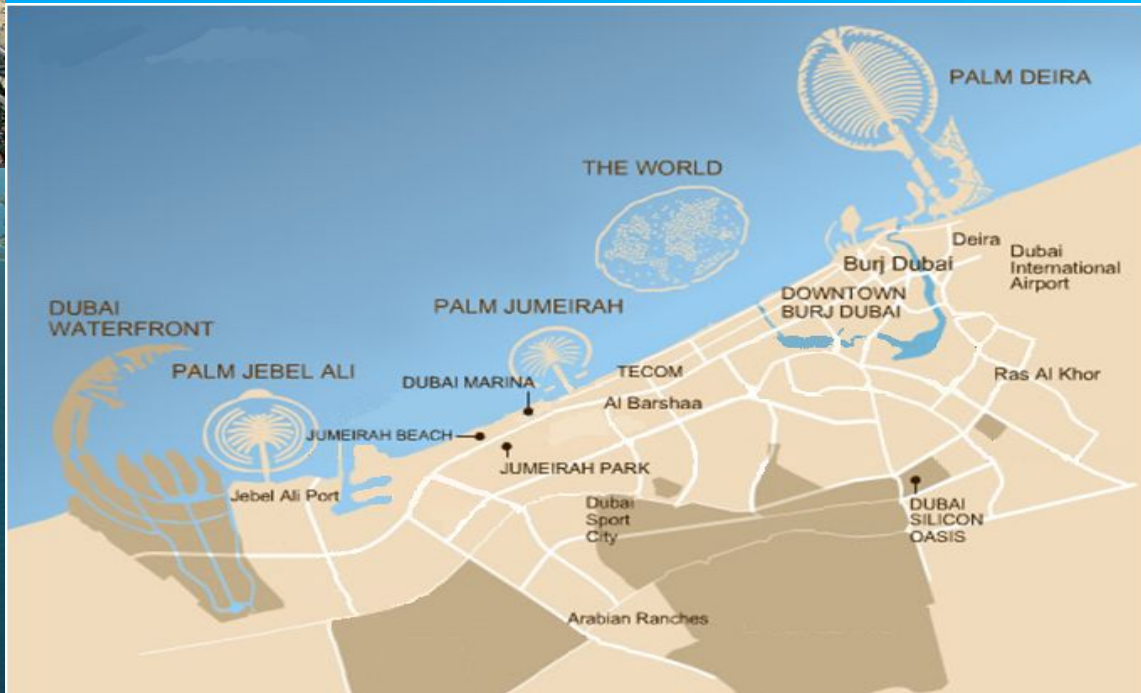 PALM DEIRA
THE WORLD
Deira
Dubai
International
Airport
Burj Dubai
DOWNTOWN
BURJ DUBAI
DUBAI
WATERFRONT
PALM JUMEIRAH
PALM JEBEL ALI
DUBAI MARINA
TECOM
Ras Al Khor
Al Barshaa
JUMEIRAH BEACH
JUMEIRAH PARK
Jebel Ali Port
Dubai
Sport
City
DUBAI
SILICON
OASIS
Arabian Ranches